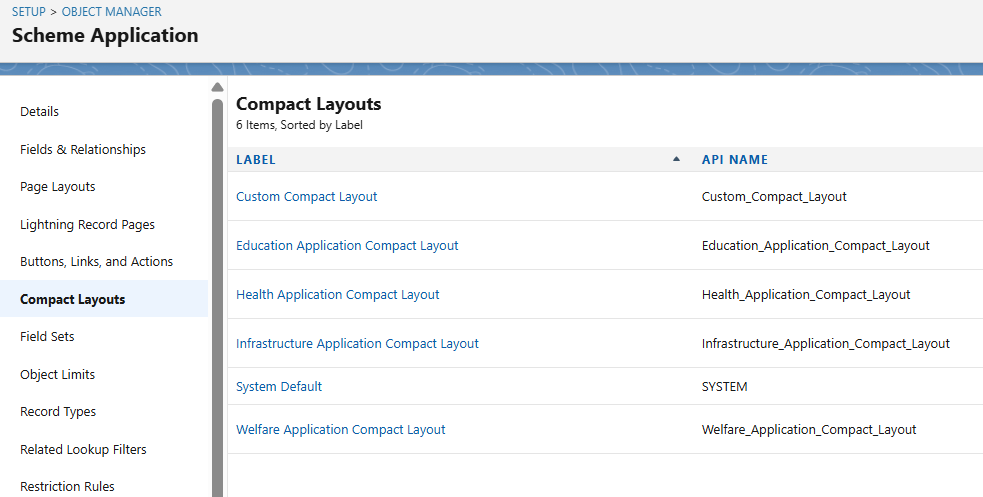 SETUP > OBJECT MANAGER
Scheme Application
Details
Fields & Relationships
Page Layouts
Lightning Record Pages
Buttons, Links, and Actions
Compact Layouts
Field Sets
Object Limits
Record Types
Related Lookup Filters
Restriction Rules
Compact Layouts
6 Items, Sorted by Label
LABEL API NAME
Custom Compact Layout Custom_Compact_Layout
Education Application Compact Layout Education_Application_Compact_Layout
Health Application Compact Layout Health_Application_Compact_Layout
Infrastructure Application Compact Layout Infrastructure_Application_Compact_Layout
System Default SYSTEM
Welfare Application Compact Layout Welfare_Application_Compact_Layout